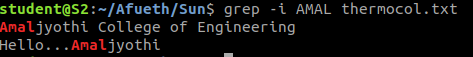 student@S2:~/Afueth/Sun$ grep -i AMAL thermocol.txt
Amaljyothi College of Engineering
Hello...Amaljyothi